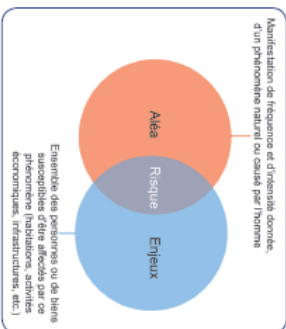 Manifestation de fréquence et d'intensité donnée,
d'un phénomène naturel ou causé par l'homme
Aléa
Risque
Enjeux
Ensemble des personnes ou de biens
susceptibles d'être affectés par ce
phénomène (habitations, activités
économiques, infrastructures, etc.)